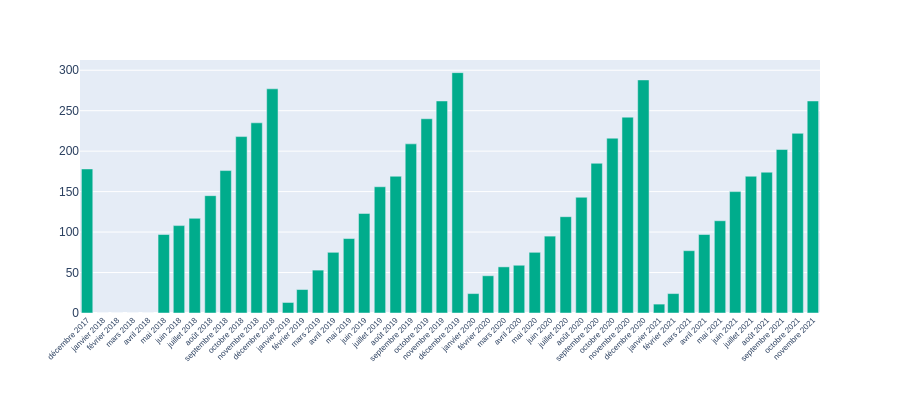 300
250
200
150
100
50
0
décembre 2017
janvier 2018
février 2018
mars 2018
avril 2018
mai 2018
juin 2018
juillet 2018
août 2018
septembre 2018
octobre 2018
novembre 2018
décembre 2018
janvier 2019
février 2019
mars 2019
avril 2019
mai 2019
juin 2019
juillet 2019
août 2019
septembre 2019
octobre 2019
novembre 2019
décembre 2019
janvier 2020
février 2020
mars 2020
avril 2020
mai 2020
juin 2020
juillet 2020
août 2020
septembre 2020
octobre 2020
novembre 2020
décembre 2020
janvier 2021
février 2021
mars 2021
avril 2021
mai 2021
juin 2021
juillet 2021
août 2021
septembre 2021
octobre 2021
novembre 2021